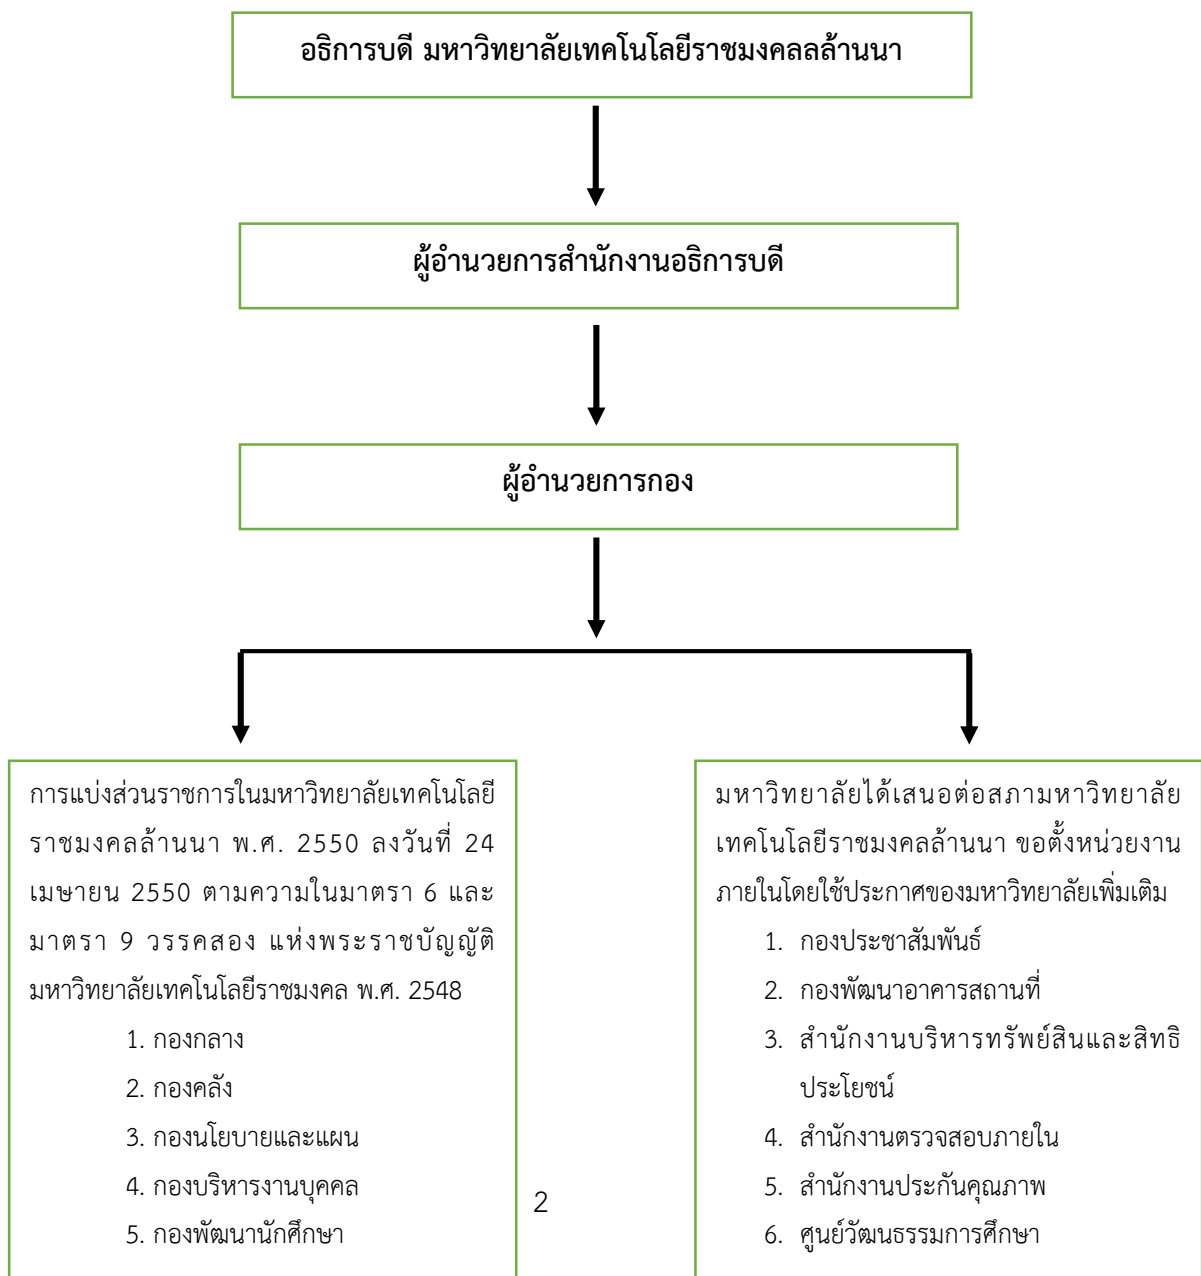 อธิการบดี มหาวิทยาลัยเทคโนโลยีราชมงคลลล้านนา
ผู้อำนวยการสำนักงานอธิการบดี
ผู้อำนวยการกอง
การแบ่งส่วนราชการในมหาวิทยาลัยเทคโนโลยี
ราชมงคลล้านนา พ.ศ. 2550 ลงวันที่ 24
เมษายน 2550 ตามความในมาตรา 6 และ
มาตรา 9 วรรคสอง แห่งพระราชบัญญัติ
มหาวิทยาลัยเทคโนโลยีราชมงคล พ.ศ. 2548
1. กองกลาง
2. กองคลัง
3. กองนโยบายและแผน
4. กองบริหารงานบุคคล
5. กองพัฒนานักศึกษา
มหาวิทยาลัยได้เสนอต่อสภามหาวิทยาลัย
เทคโนโลยีราชมงคลล้านนา ขอตั้งหน่วยงาน
ภายในโดยใช้ประกาศของมหาวิทยาลัยเพิ่มเติม
1. กองประชาสัมพันธ์
2. กองพัฒนาอาคารสถานที่
3. สำนักงานบริหารทรัพย์สินและสิทธิ
ประโยชน์
4. สำนักงานตรวจสอบภายใน
5. สำนักงานประกันคุณภาพ
6. ศูนย์วัฒนธรรมการศึกษา
2